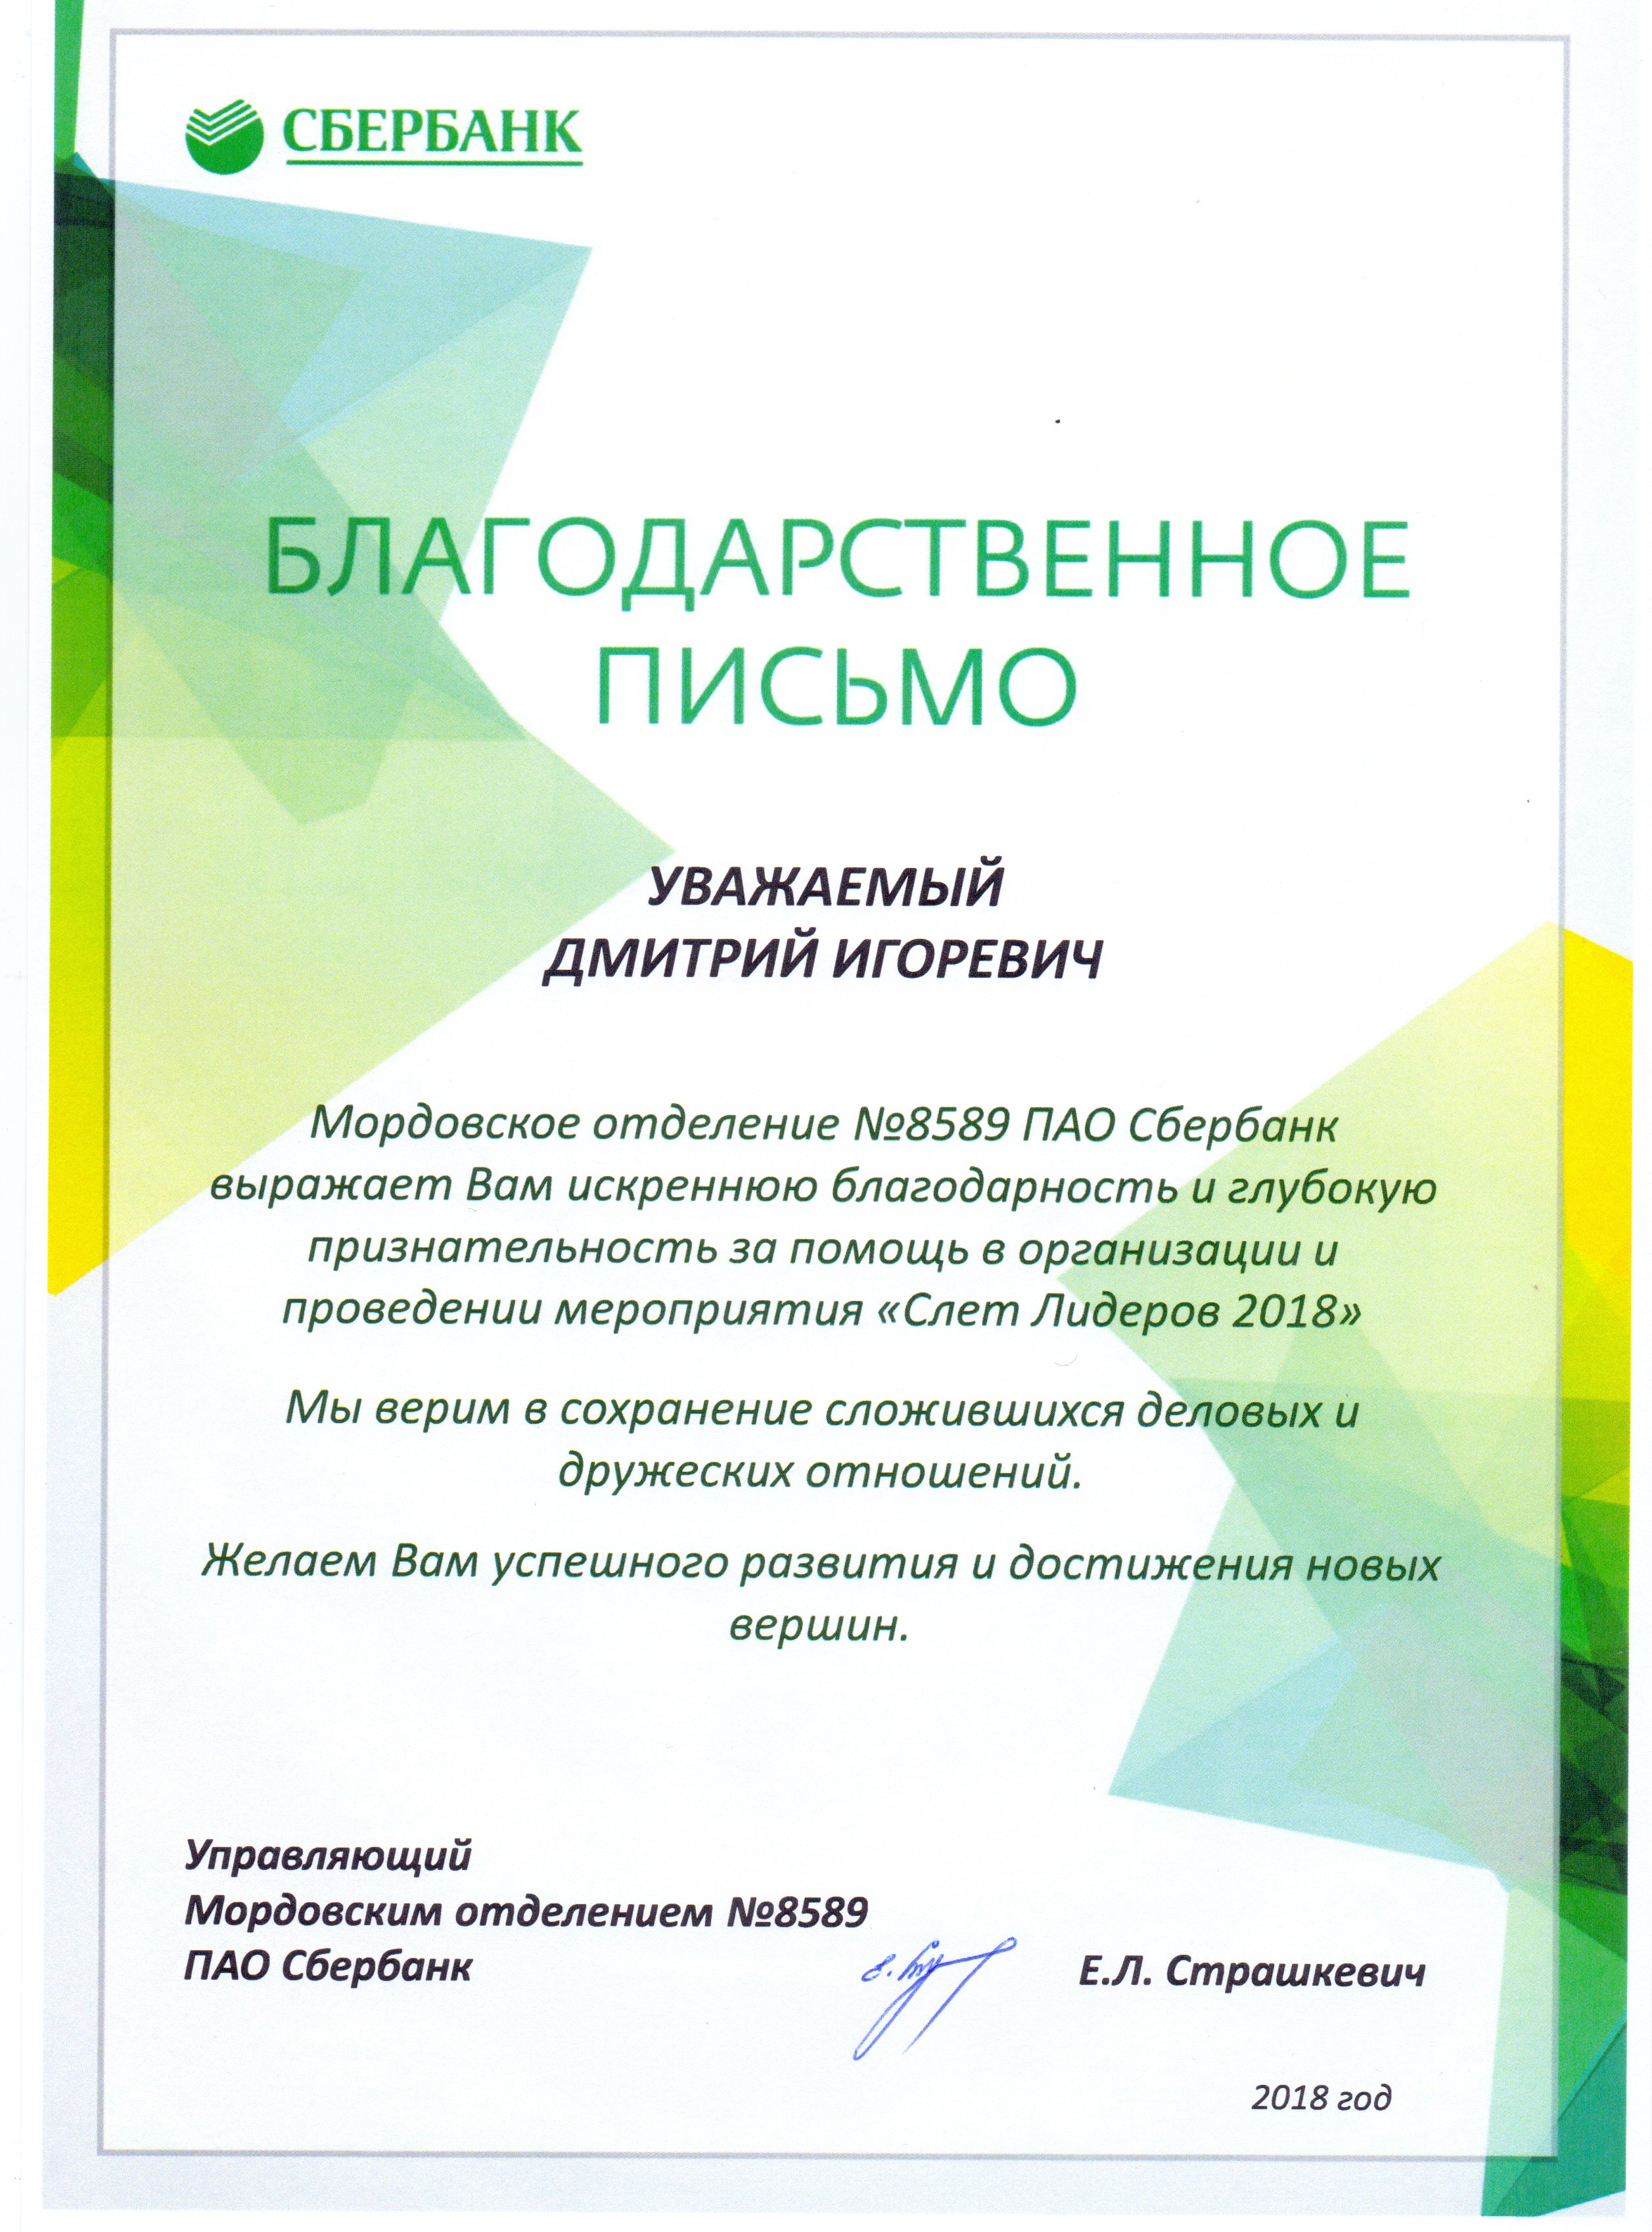 СБЕРБАНК
БЛАГОДАРСТВЕННОЕ
ПИСЬМО
УВАЖАЕМЫЙ
ДМИТРИЙ ИГОРЕВИЧ
Мордовское отделение №8589 ПАО Сбербанк
выражает Вам искреннюю благодарность и глубокую
признательность за помощь в организации и
проведении мероприятия «Слет Лидеров 2018»
Мы верим в сохранение сложившихся деловых и
дружеских отношений.
Желаем Вам успешного развития и достижения новых
вершин.
Управляющий
Мордовским отделением №8589
ПАО Сбербанк
Е.Л. Страшкевич
2018 год